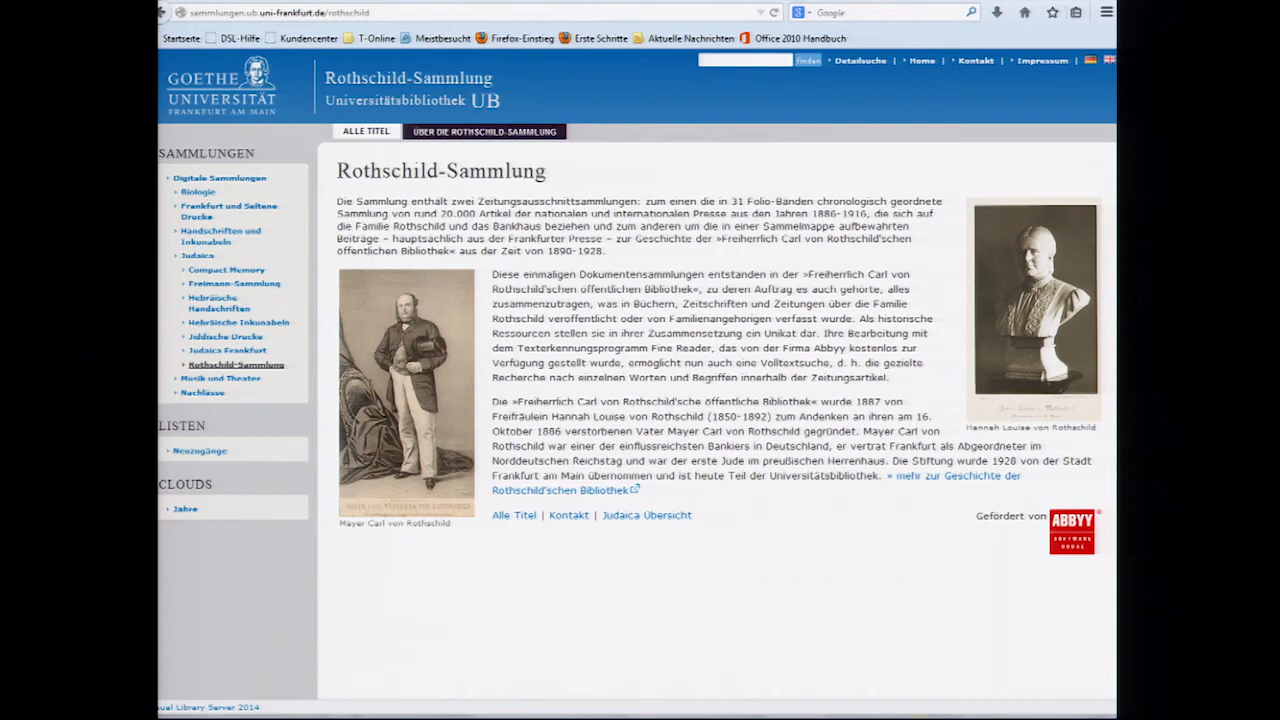 sammlungen.ub.uni-frankfurt.de/rothschild
Google
Startseite DSL-Hilfe Kundencenter T-Online Meistbesucht Firefox-Einstieg Erste Schritte Aktuelle Nachrichten Office 2010 Handbuch
finden Detailsuche | Home | Kontakt | Impressum |
GOETHE
UNIVERSITÄT
FRANKFURT AM MAIN
Rothschild-Sammlung
Universitätsbibliothek UB
ALLE TITEL ÜBER DIE ROTHSCHILD-SAMMLUNG
SAMMLUNGEN
Digitale Sammlungen
Biologie
Frankfurt und Seltene
Drucke
Handschriften und
Inkunabeln
Judaica
Compact Memory
Freimann-Sammlung
Hebräische
Handschriften
Hebräische Inkunabeln
Jiddische Drucke
Judaica Frankfurt
Rothschild-Sammlung
Musik und Theater
Nachlässe
LISTEN
Neuzugänge
CLOUDS
Jahre
Rothschild-Sammlung
Die Sammlung enthält zwei Zeitungsausschnittsammlungen: zum einen die in 31 Folio-Bänden chronologisch geordnete
Sammlung von rund 20.000 Artikel der nationalen und internationalen Presse aus den Jahren 1886-1916, die sich auf
die Familie Rothschild und das Bankhaus beziehen und zum anderen um die in einer Sammelmappe aufbewahrten
Beiträge – hauptsächlich aus der Frankfurter Presse – zur Geschichte der »Freiherrlich Carl von Rothschild'schen
öffentlichen Bibliothek« aus der Zeit von 1890-1928.
Diese einmaligen Dokumentensammlungen entstanden in der »Freiherrlich Carl von
Rothschild'schen öffentlichen Bibliothek«, zu deren Auftrag es auch gehörte, alles
zusammenzutragen, was in Büchern, Zeitschriften und Zeitungen über die Familie
Rothschild veröffentlicht oder von Familienangehörigen verfasst wurde. Als historische
Ressourcen stellen sie in ihrer Zusammensetzung ein Unikat dar. Ihre Bearbeitung mit
dem Texterkennungsprogramm Fine Reader, das von der Firma Abbyy kostenlos zur
Verfügung gestellt wurde, ermöglicht nun auch eine Volltextsuche, d. h. die gezielte
Recherche nach einzelnen Worten und Begriffen innerhalb der Zeitungsartikel.
Die »Freiherrlich Carl von Rothschild'sche öffentliche Bibliothek« wurde 1887 von
Freifräulein Hannah Louise von Rothschild (1850-1892) zum Andenken an ihren am 16.
Oktober 1886 verstorbenen Vater Mayer Carl von Rothschild gegründet. Mayer Carl von
Rothschild war einer der einflussreichsten Bankiers in Deutschland, er vertrat Frankfurt als Abgeordneter im
Norddeutschen Reichstag und war der erste Jude im preußischen Herrenhaus. Die Stiftung wurde 1928 von der Stadt
Frankfurt am Main übernommen und ist heute Teil der Universitätsbibliothek. » mehr zur Geschichte der
Rothschild'schen Bibliothek
Hannah Louise von Rothschild
Mayer Carl von Rothschild
Alle Titel | Kontakt | Judaica Übersicht
Gefördert von
ABBYY
SOFTWARE
HOUSE
ual Library Server 2014